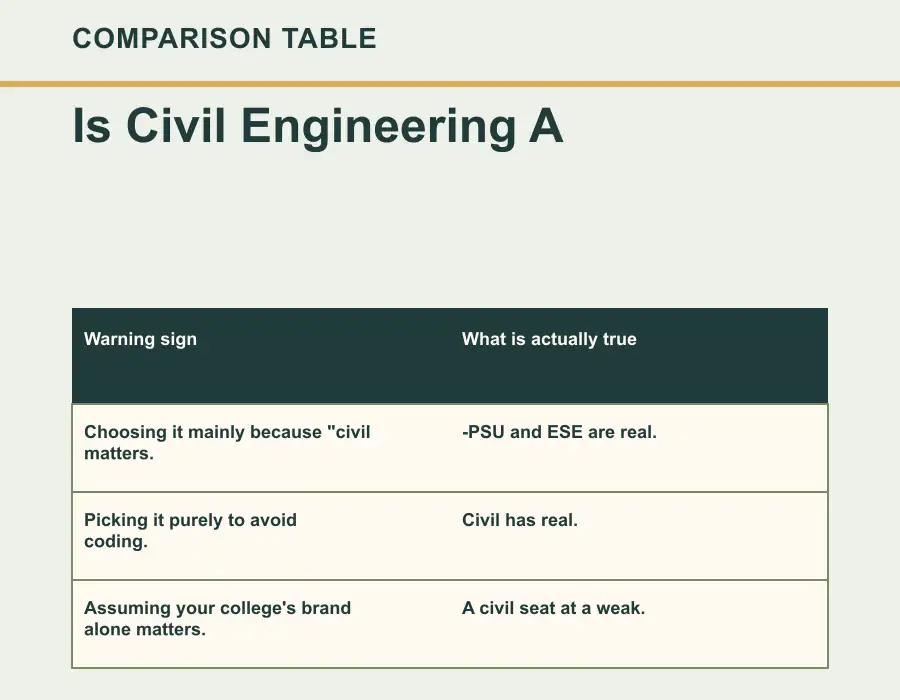 COMPARISON TABLE
Is Civil Engineering A
Warning sign
What is actually true
Choosing it mainly because "civil
matters.
-PSU and ESE are real.
Picking it purely to avoid
coding.
Civil has real.
Assuming your college's brand
alone matters.
A civil seat at a weak.